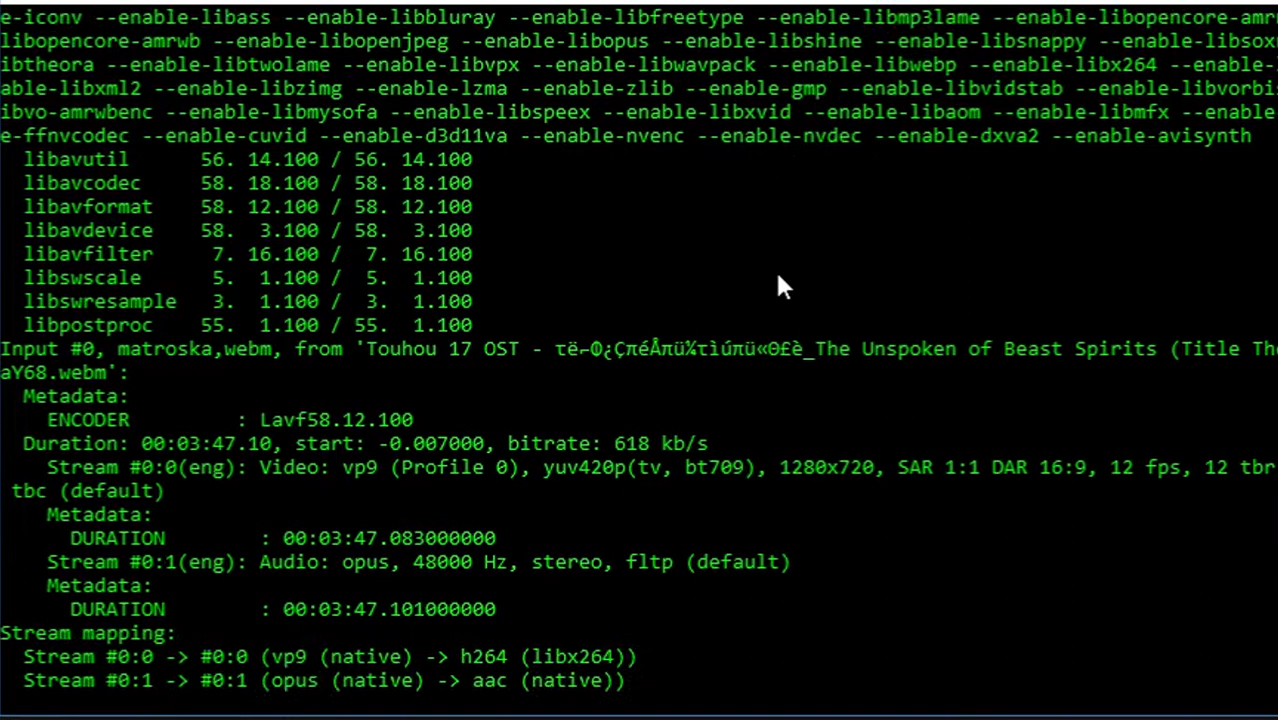 e-iconv --enable-libass --enable-libbluray --enable-libfreetype --enable-libmp3lame --enable-libopencore-amr
libopencore-amrwb --enable-libopenjpeg --enable-libopus --enable-libshine --enable-libsnappy --enable-libsox
ibtheora --enable-libtwolame --enable-libvpx --enable-libwavpack --enable-libwebp --enable-libx264 --enable-
able-libxml2 --enable-libzimg --enable-lzma --enable-zlib --enable-gmp --enable-libvidstab --enable-libvorbi
ibvo-amrwbenc --enable-libmysofa --enable-libspeex --enable-libxvid --enable-libaom --enable-libmfx --enable
e-ffnvcodec --enable-cuvid --enable-d3d11va --enable-nvenc --enable-nvdec --enable-dxva2 --enable-avisynth
libavutil 56. 14.100 / 56. 14.100
libavcodec 58. 18.100 / 58. 18.100
libavformat 58. 12.100 / 58. 12.100
libavdevice 58. 3.100 / 58. 3.100
libavfilter 7. 16.100 / 7. 16.100
libswscale 5. 1.100 / 5. 1.100
libswresample 3. 1.100 / 3. 1.100
libpostproc 55. 1.100 / 55. 1.100
Input #0, matroska,webm, from 'Touhou 17 OST - The Unspoken of Beast Spirits (Title Th
aY68.webm':
Metadata:
ENCODER : Lavf58.12.100
Duration: 00:03:47.10, start: -0.007000, bitrate: 618 kb/s
Stream #0:0(eng): Video: vp9 (Profile 0), yuv420p(tv, bt709), 1280x720, SAR 1:1 DAR 16:9, 12 fps, 12 tbr
tbc (default)
Metadata:
DURATION : 00:03:47.083000000
Stream #0:1(eng): Audio: opus, 48000 Hz, stereo, fltp (default)
Metadata:
DURATION : 00:03:47.101000000
Stream mapping:
Stream #0:0 -> #0:0 (vp9 (native) -> h264 (libx264))
Stream #0:1 -> #0:1 (opus (native) -> aac (native))